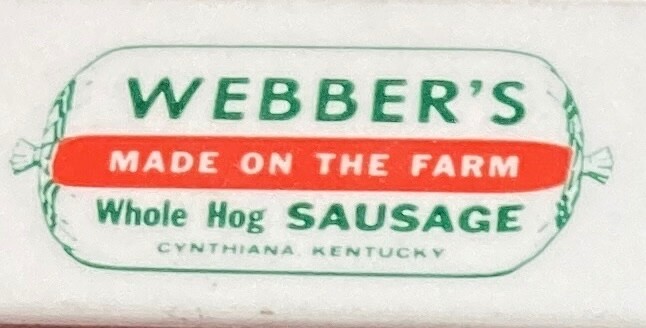 WEBBER'S
MADE ON THE FARM
Whole Hog SAUSAGE
CYNTHIANA, KENTUCKY